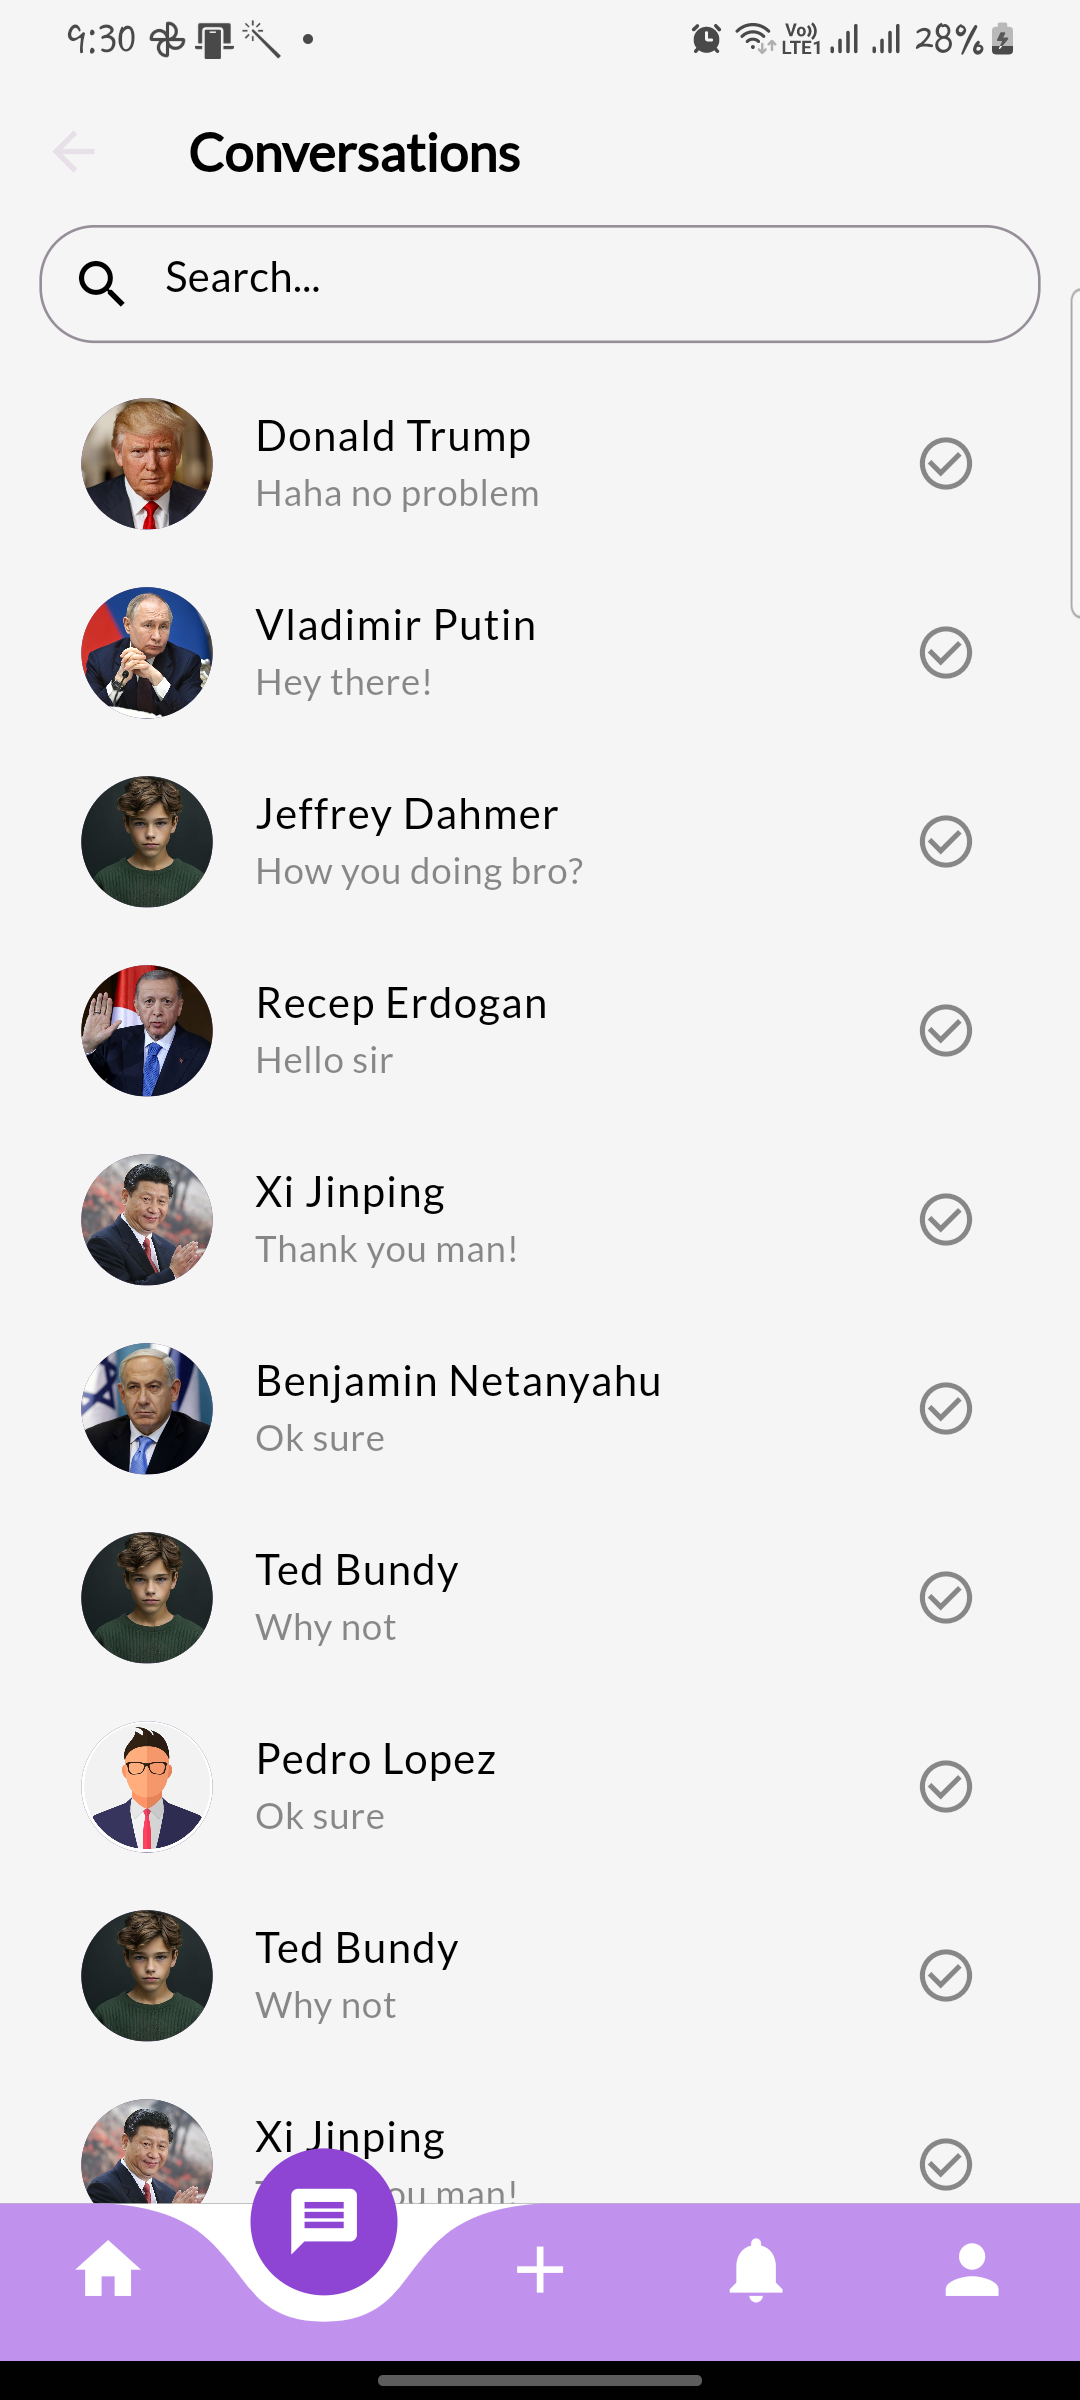 9:30
Vo)) LTE1 28%
Conversations
Search...
Donald Trump
Haha no problem
Vladimir Putin
Hey there!
Jeffrey Dahmer
How you doing bro?
Recep Erdogan
Hello sir
Xi Jinping
Thank you man!
Benjamin Netanyahu
Ok sure
Ted Bundy
Why not
Pedro Lopez
Ok sure
Ted Bundy
Why not
Xi Jinping
you man!